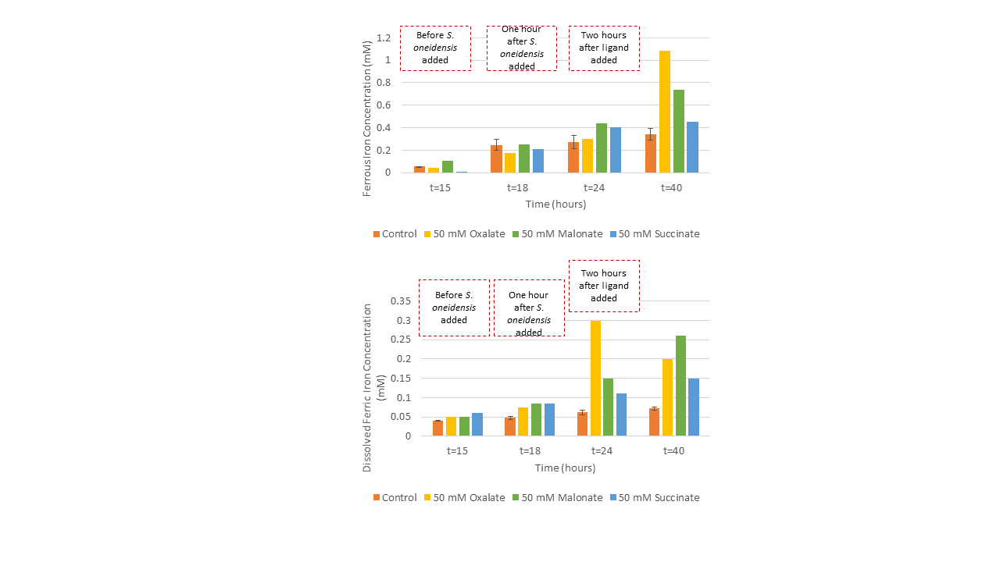 Ferrous Iron Concentration (mM)
1.2
1
0.8
0.6
0.4
0.2
0
Before S.
oneidensis
added
One hour
after S.
oneidensis
added
Two hours
after ligand
added
t=15
t=18
t=24
t=40
Time (hours)
Control
50 mM Oxalate
50 mM Malonate
50 mM Succinate
Dissolved Ferric Iron Concentration
(mM)
0.35
0.3
0.25
0.2
0.15
0.1
0.05
0
Before S.
oneidensis
added
One hour
after S.
oneidensis
added
Two hours
after ligand
added
t=15
t=18
t=24
t=40
Time (hours)
Control
50 mM Oxalate
50 mM Malonate
50 mM Succinate